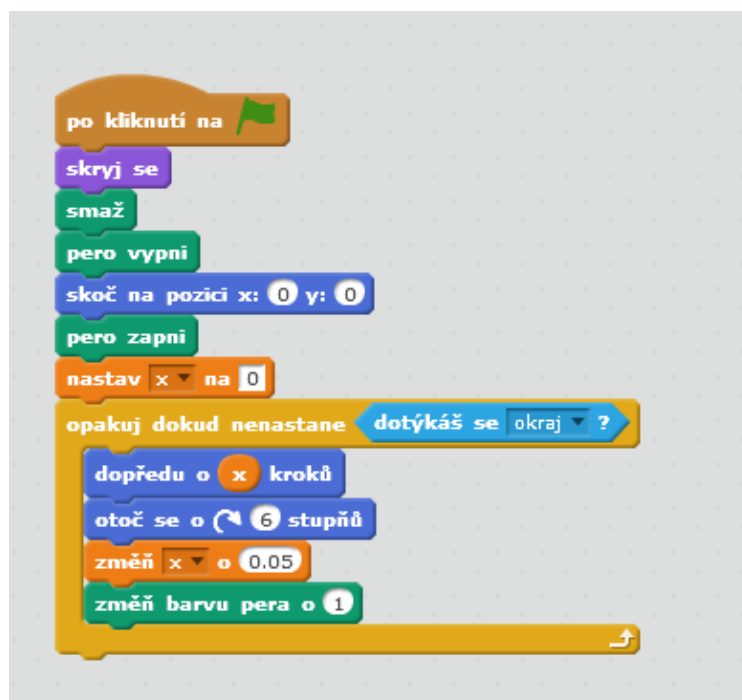 po kliknutí na
skryj se
smaž
pero vypni
skoč na pozici x: 0 y: 0
pero zapni
nastav x na 0
opakuj dokud nenastane dotýkáš se okraj ?
dopředu o x kroků
otoč se o 6 stupňů
změň x o 0.05
změň barvu pera o 1